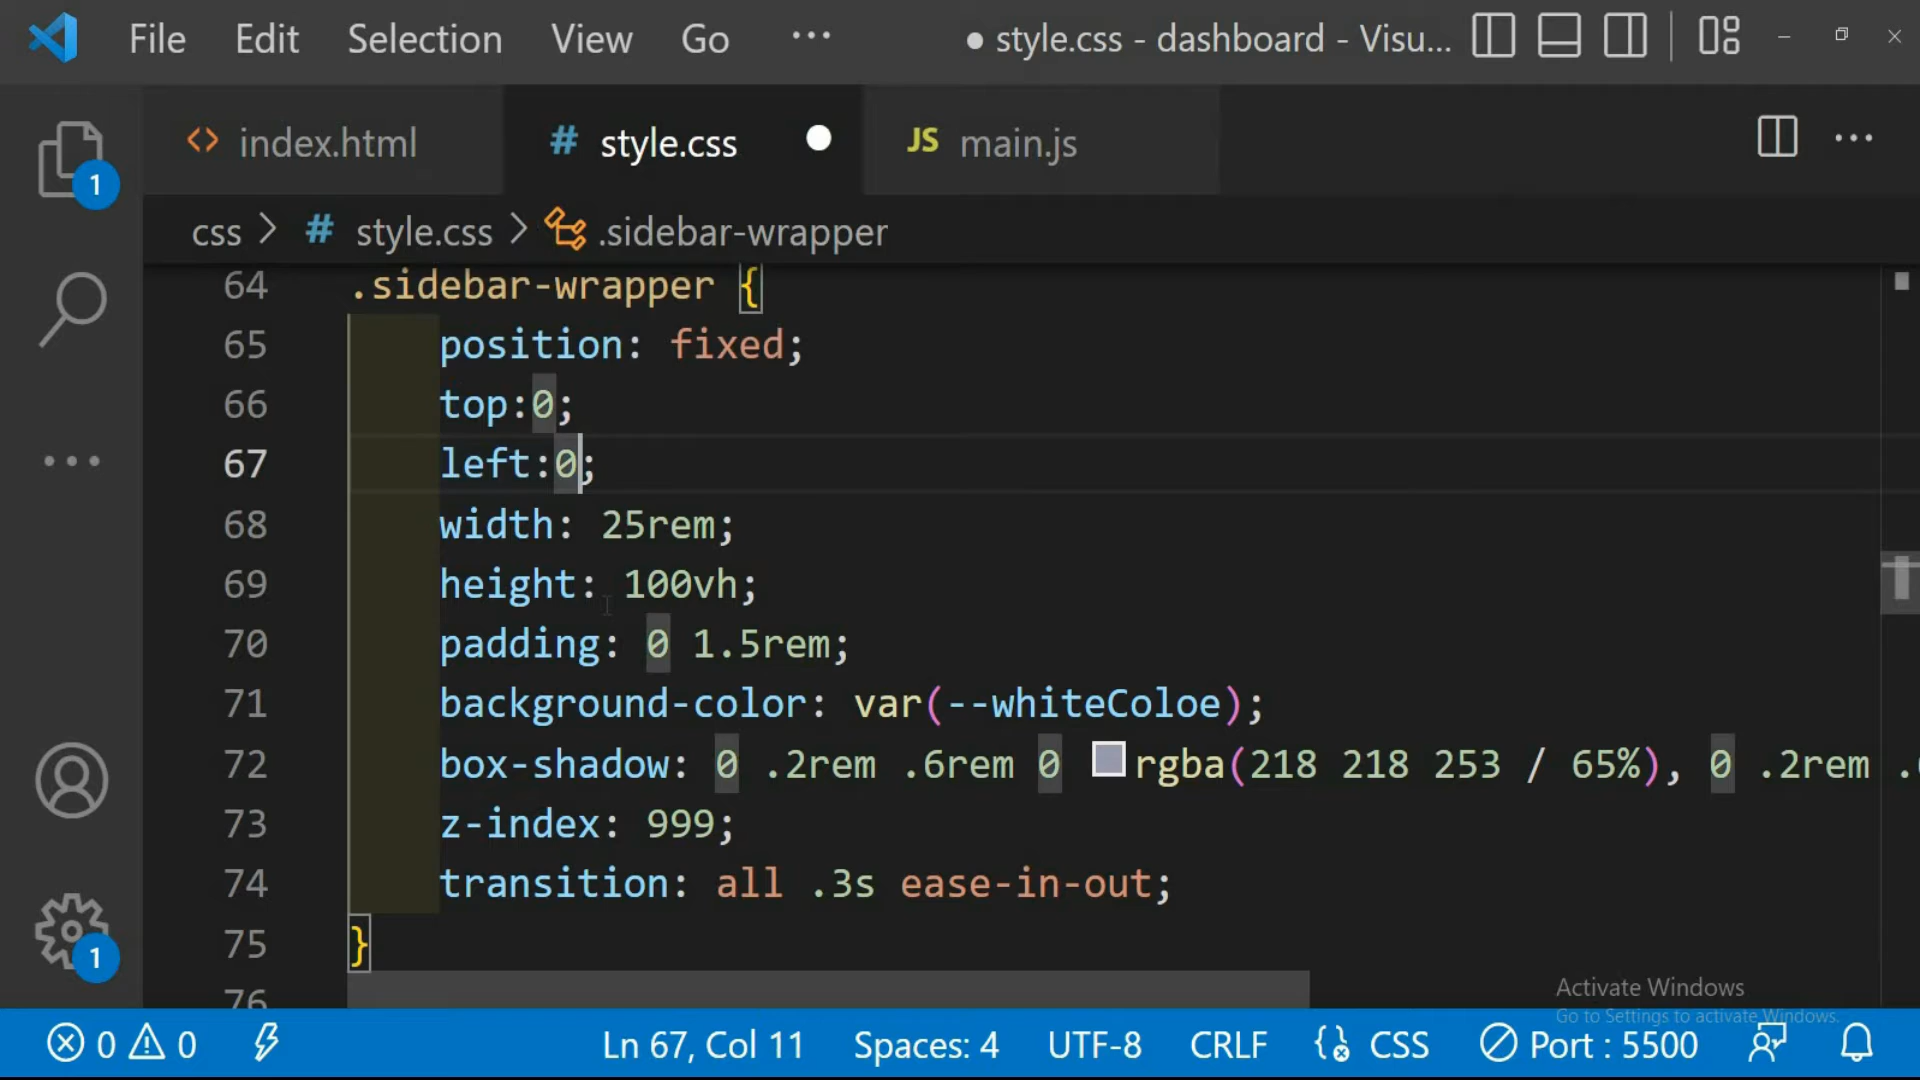 File Edit Selection View Go ··· ● style.css - dashboard - Visu...
index.html # style.css JS main.js ···
1
css > # style.css > .sidebar-wrapper
64 .sidebar-wrapper {
65 position: fixed;
66 top:0;
67 left:0;
68 width: 25rem;
69 height: 100vh;
70 padding: 0 1.5rem;
71 background-color: var(--whiteColoe);
72 box-shadow: 0 .2rem .6rem 0 rgba(218 218 253 / 65%), 0 .2rem
73 z-index: 999;
74 transition: all .3s ease-in-out;
75 }
1
76
Activate Windows
Go to Settings to activate Windows.
0 0 Ln 67, Col 11 Spaces: 4 UTF-8 CRLF CSS Port : 5500